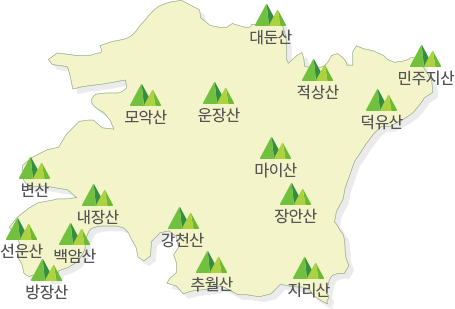 대둔산
민주지산
적상산
모악산
운장산
덕유산
마이산
변산
내장산
장안산
강천산
선운산
백암산
방장산
추월산
지리산